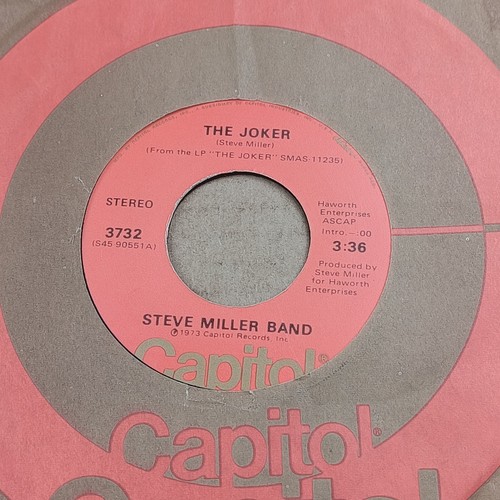 THE JOKER
(Steve Miller)
(From the LP "THE JOKER" SMAS-11235)
STEREO
3732
(S45-90551A)
Haworth
Enterprises
ASCAP
Intro.-:00
3:36
Produced by
Steve Miller
for Haworth
Enterprises
STEVE MILLER BAND
℗1973 Capitol Records, Inc.
Capitol®
Capitol®
Capitol